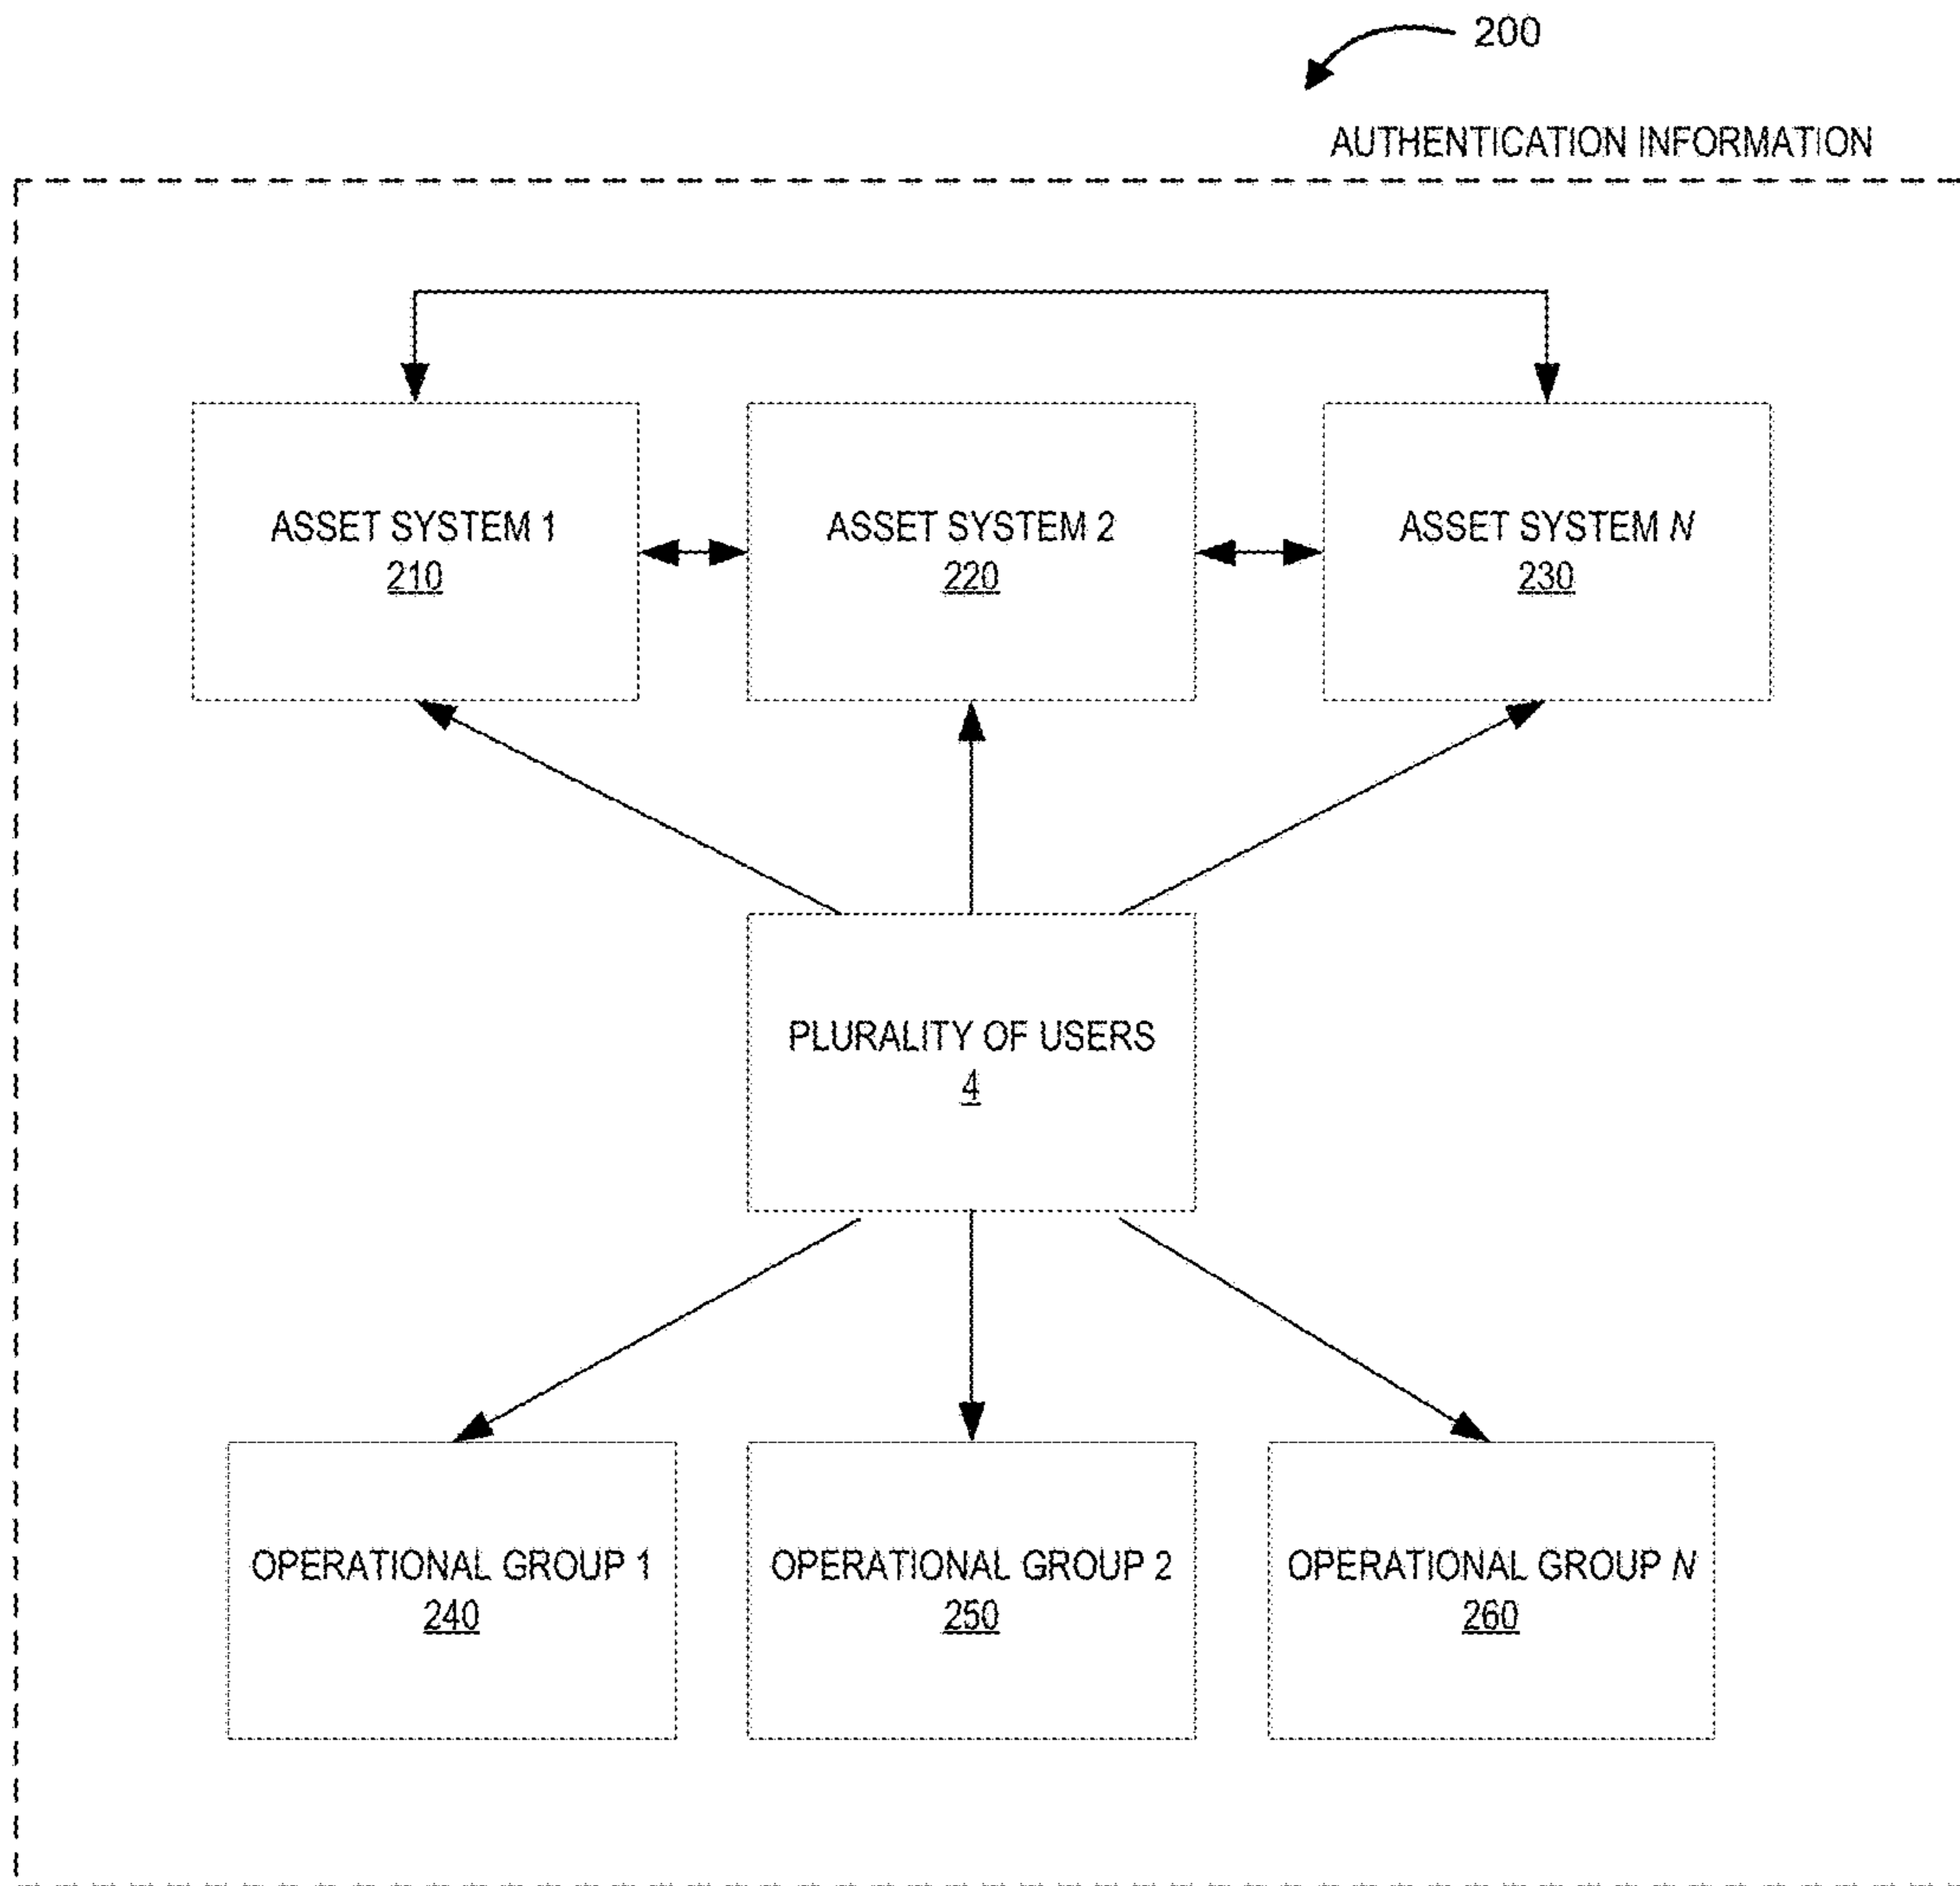 200
AUTHENTICATION INFORMATION
ASSET SYSTEM 1
210
ASSET SYSTEM 2
220
ASSET SYSTEM N
230
PLURALITY OF USERS
4
OPERATIONAL GROUP 1
240
OPERATIONAL GROUP 2
250
OPERATIONAL GROUP N
260